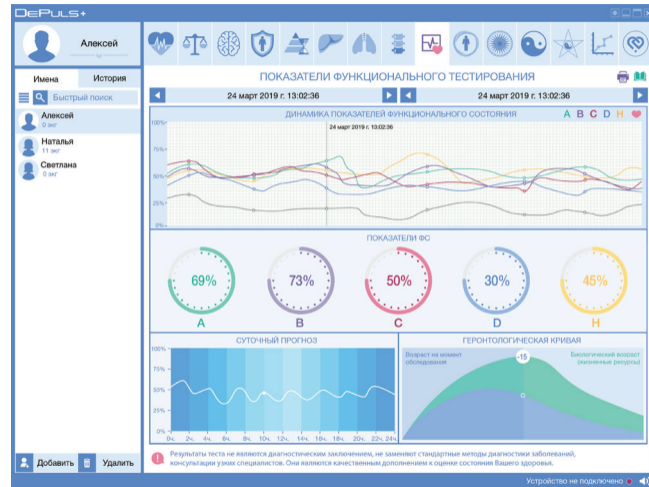 DEPULS+
Алексей
Имена
История
Быстрый поиск
Алексей
0 экг
Наталья
11 экг
Светлана
0 экг
ПОКАЗАТЕЛИ ФУНКЦИОНАЛЬНОГО ТЕСТИРОВАНИЯ
24 март 2019 г. 13:02:36
24 март 2019 г. 13:02:36
ДИНАМИКА ПОКАЗАТЕЛЕЙ ФУНКЦИОНАЛЬНОГО СОСТОЯНИЯ
A B C D H
24 март 2019 г. 13:02:36
100%
75%
50%
25%
0%
ПОКАЗАТЕЛИ ФС
69% 73% 50% 30% 45%
A B C D H
СУТОЧНЫЙ ПРОГНОЗ
100%
75%
50%
25%
0%
0ч. 2ч. 4ч. 6ч. 8ч. 10ч. 12ч. 14ч. 16ч. 18ч. 20ч. 22ч. 24ч.
ГЕРОНТОЛОГИЧЕСКАЯ КРИВАЯ
Возраст на момент
обследования
-15
Биологический возраст
(жизненные ресурсы)
Результаты теста не являются диагностическим заключением, не заменяют стандартные методы диагностики заболеваний,
консультации узких специалистов. Они являются качественным дополнением к оценке состояния Вашего здоровья.
Добавить
Удалить
Устройство не подключено